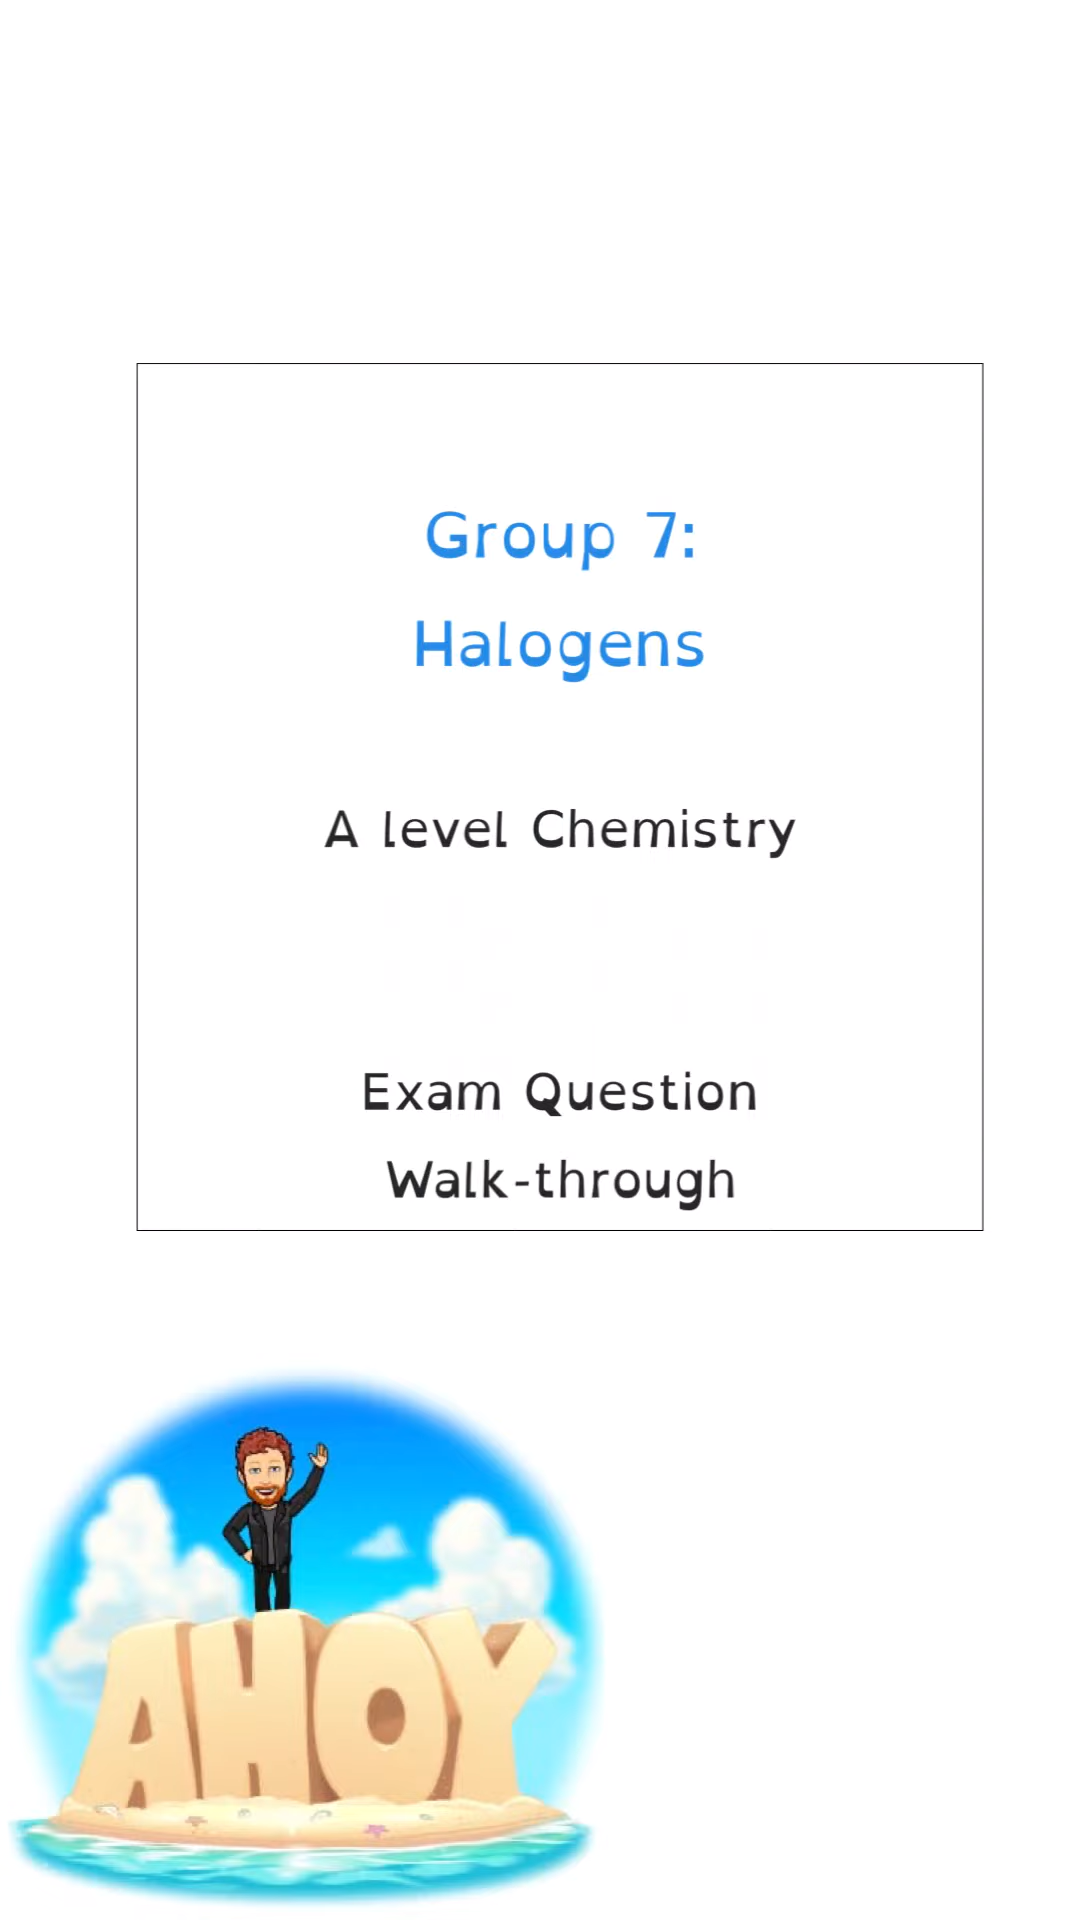 Group 7:
Halogens
A level Chemistry
Exam Question
Walk-through
AHOY